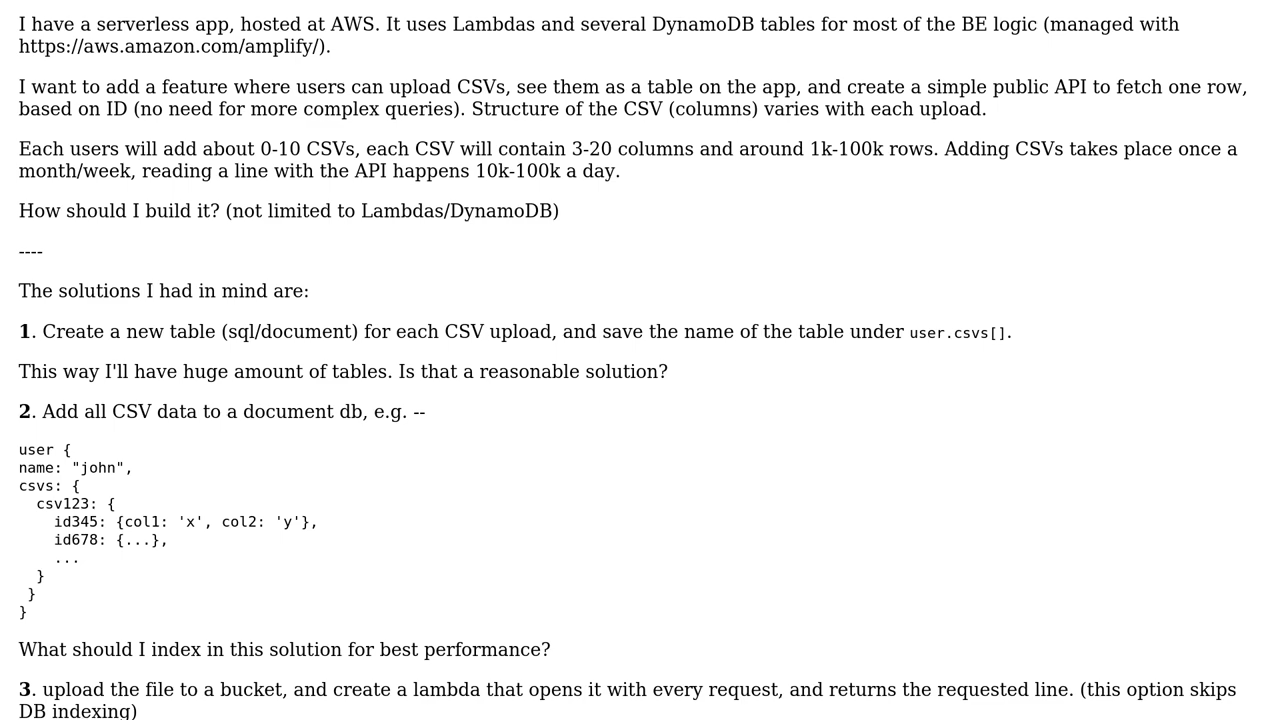 I have a serverless app, hosted at AWS. It uses Lambdas and several DynamoDB tables for most of the BE logic (managed with
https://aws.amazon.com/amplify/).
I want to add a feature where users can upload CSVs, see them as a table on the app, and create a simple public API to fetch one row,
based on ID (no need for more complex queries). Structure of the CSV (columns) varies with each upload.
Each users will add about 0-10 CSVs, each CSV will contain 3-20 columns and around 1k-100k rows. Adding CSVs takes place once a
month/week, reading a line with the API happens 10k-100k a day.
How should I build it? (not limited to Lambdas/DynamoDB)
----
The solutions I had in mind are:
1. Create a new table (sql/document) for each CSV upload, and save the name of the table under user.csvs[].
This way I'll have huge amount of tables. Is that a reasonable solution?
2. Add all CSV data to a document db, e.g. --
user {
name: "john",
csvs: {
  csv123: {
    id345: {col1: 'x', col2: 'y'},
    id678: {...},
    ...
  }
 }
}
What should I index in this solution for best performance?
3. upload the file to a bucket, and create a lambda that opens it with every request, and returns the requested line. (this option skips
DB indexing)